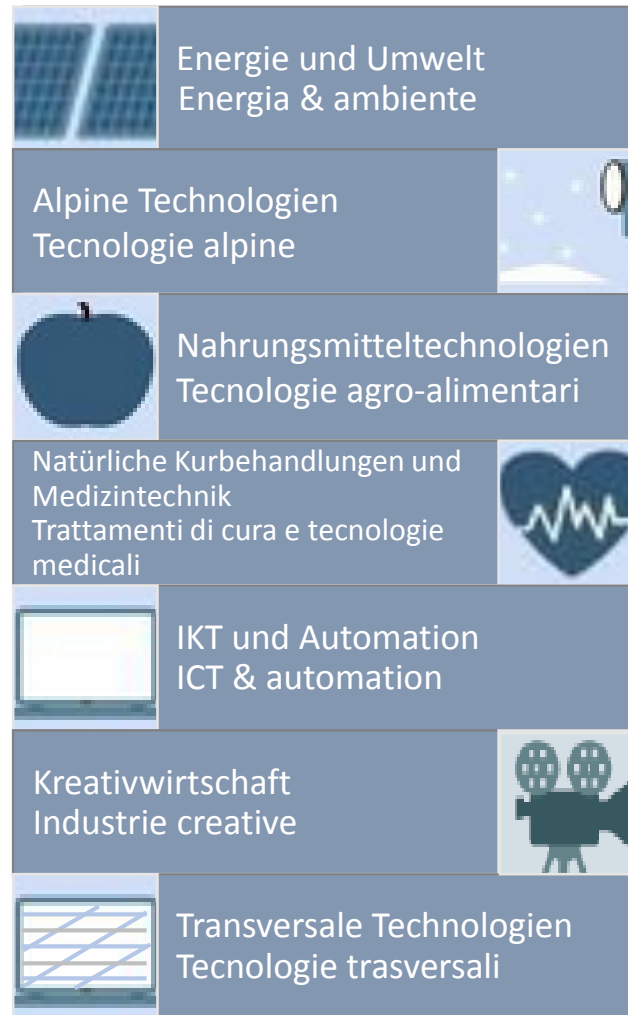 Energie und Umwelt
Energia & ambiente
Alpine Technologien
Tecnologie alpine
Nahrungsmitteltechnologien
Tecnologie agro-alimentari
Natürliche Kurbehandlungen und
Medizintechnik
Trattamenti di cura e tecnologie
medicali
IKT und Automation
ICT & automation
Kreativwirtschaft
Industrie creative
Transversale Technologien
Tecnologie trasversali